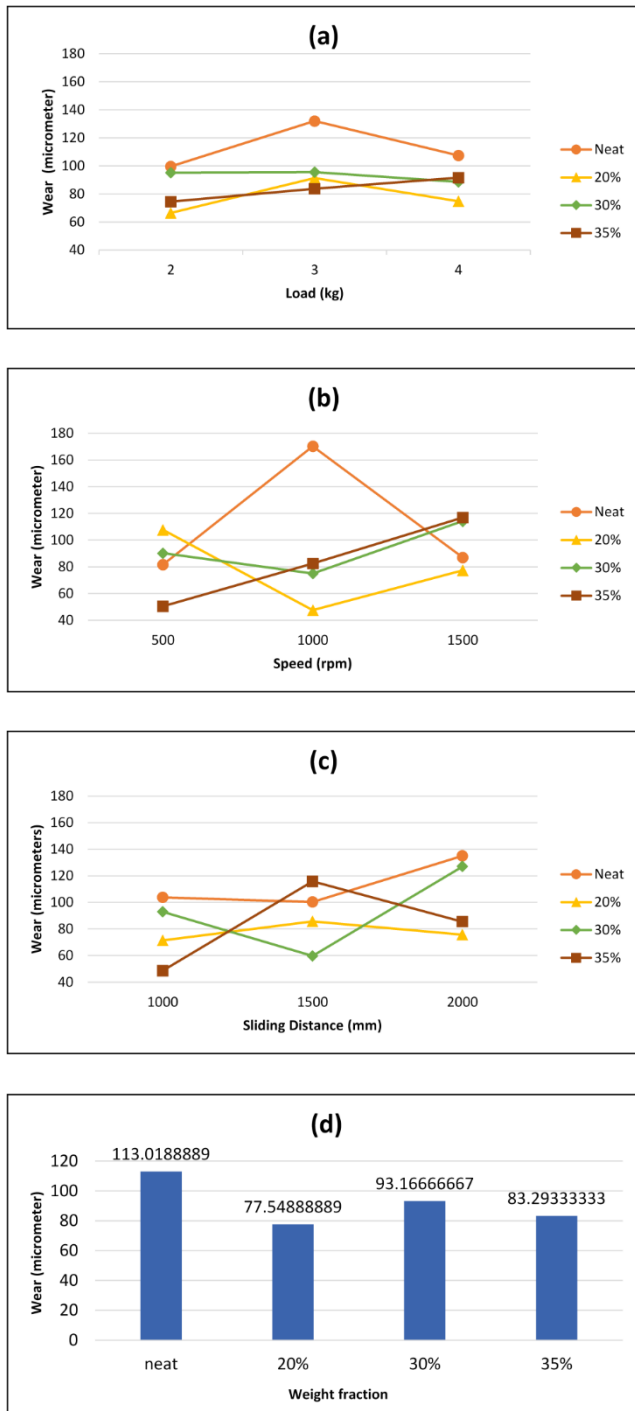 (a)
Wear (micrometer)
180
160
140
120
100
80
60
40
2 3 4
Load (kg)
Neat
20%
30%
35%
(b)
Wear (micrometer)
180
160
140
120
100
80
60
40
500 1000 1500
Speed (rpm)
Neat
20%
30%
35%
(c)
Wear (micrometers)
180
160
140
120
100
80
60
40
1000 1500 2000
Sliding Distance (mm)
Neat
20%
30%
35%
(d)
Wear (micrometer)
120
100
80
60
40
20
0
113.0188889
77.54888889
93.16666667
83.29333333
neat 20% 30% 35%
Weight fraction